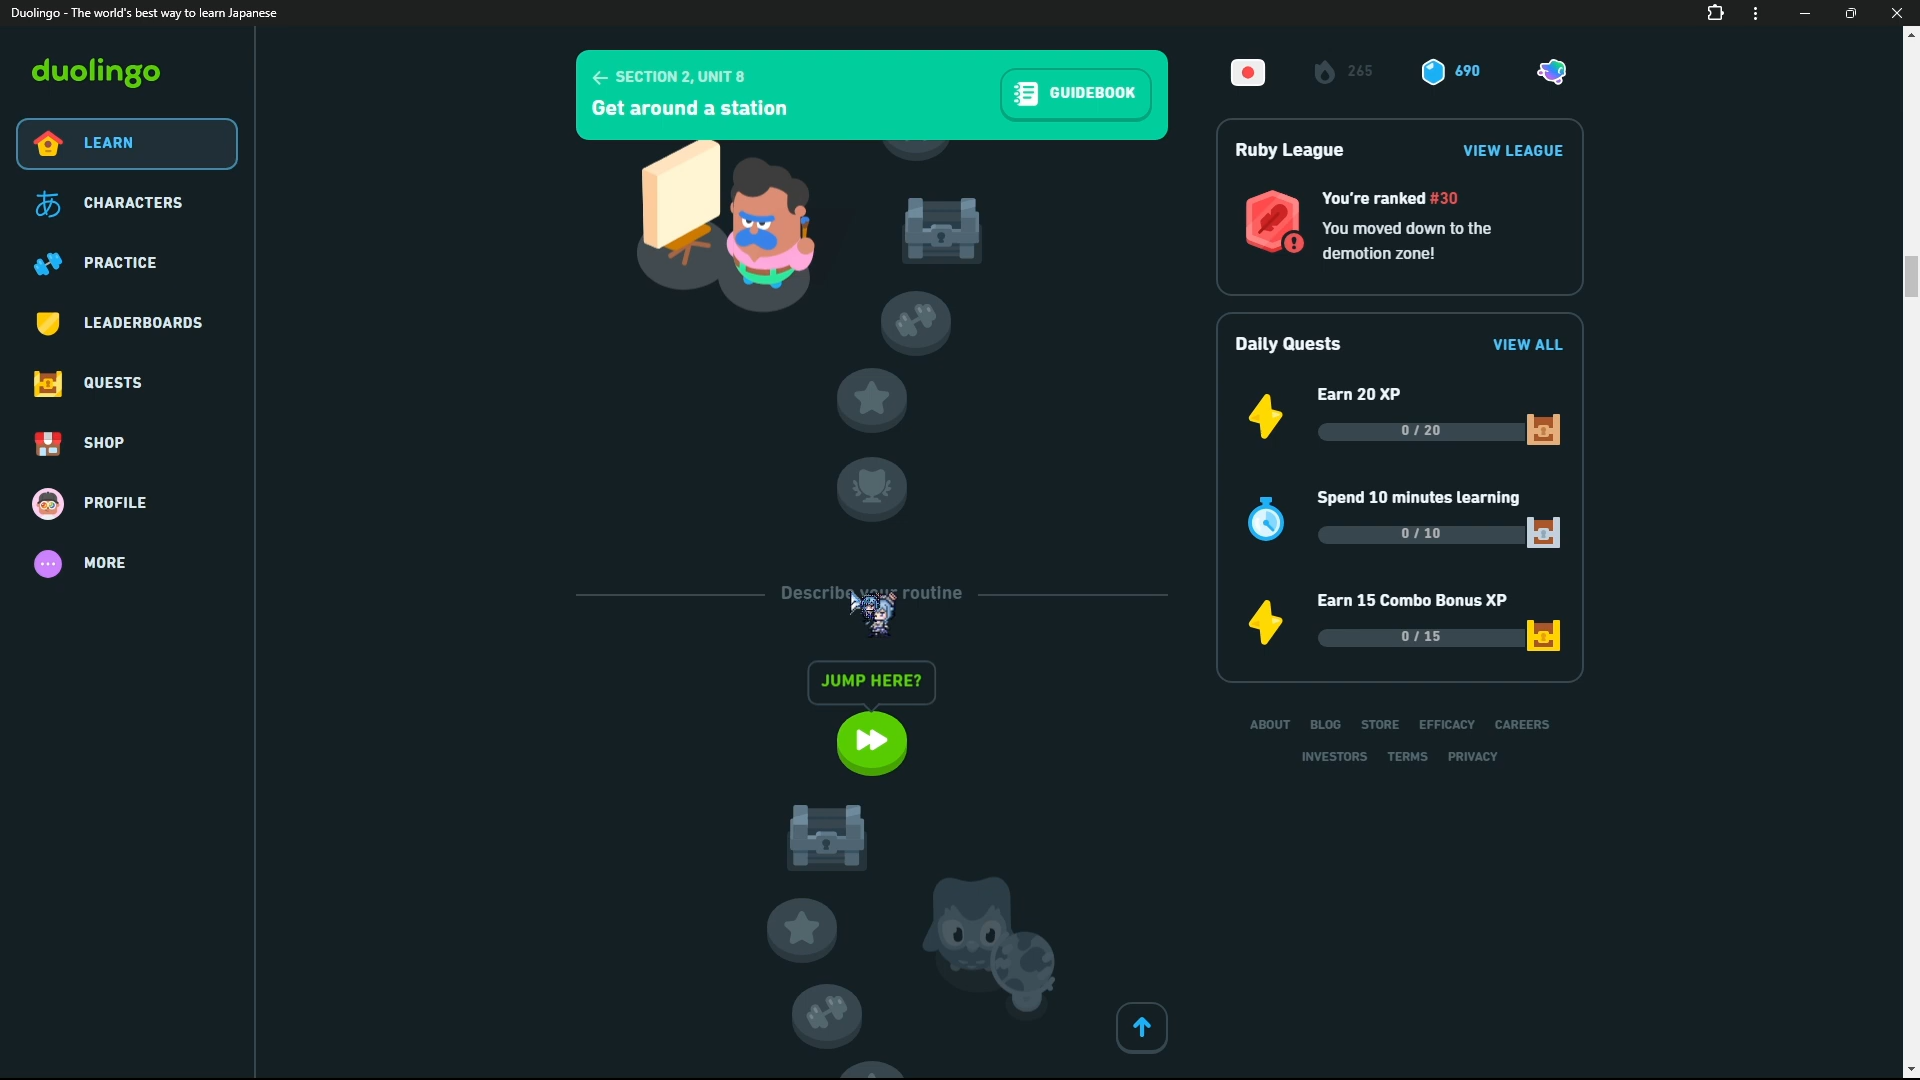 Duolingo - The world's best way to learn Japanese
duolingo
LEARN
あ CHARACTERS
PRACTICE
LEADERBOARDS
QUESTS
SHOP
PROFILE
MORE
← SECTION 2, UNIT 8
Get around a station
GUIDEBOOK
Describe your routine
JUMP HERE?
265
690
Ruby League
VIEW LEAGUE
You're ranked #30
You moved down to the
demotion zone!
Daily Quests
VIEW ALL
Earn 20 XP
0 / 20
Spend 10 minutes learning
0 / 10
Earn 15 Combo Bonus XP
0 / 15
ABOUT BLOG STORE EFFICACY CAREERS
INVESTORS TERMS PRIVACY